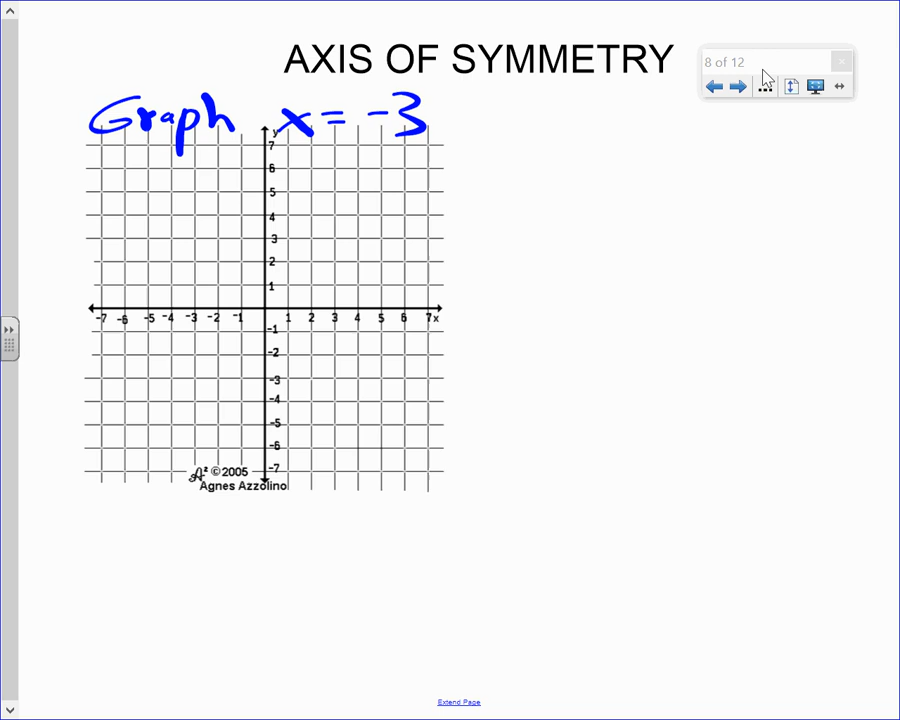 AXIS OF SYMMETRY
8 of 12
Graph x = -3
y
7
6
5
4
3
2
1
-7 -6 -5 -4 -3 -2 -1 1 2 3 4 5 6 7x
-1
-2
-3
-4
-5
-6
-7
A² ©2005
Agnes Azzolino
Extend Page